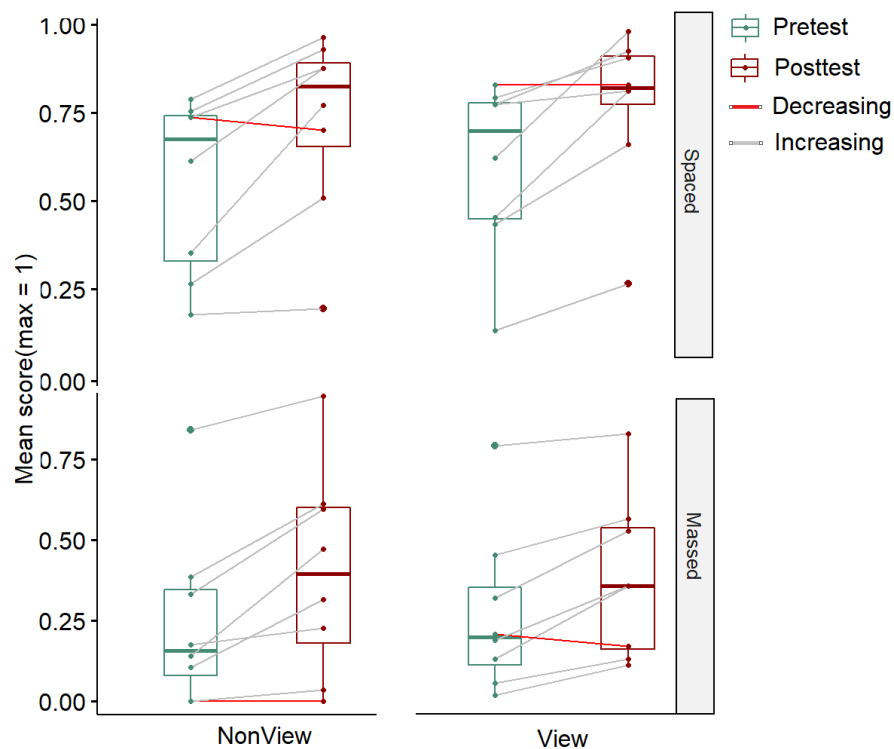 Mean score(max = 1)
1.00
0.75
0.50
0.25
0.00
0.75
0.50
0.25
0.00
NonView
View
Spaced
Massed
Pretest
Posttest
Decreasing
Increasing